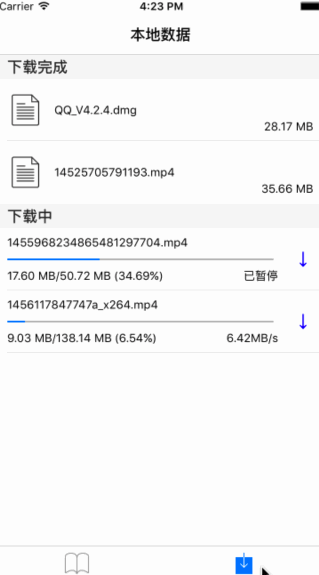 Carrier 4:23 PM
本地数据
下载完成
QQ_V4.2.4.dmg
28.17 MB
14525705791193.mp4
35.66 MB
下载中
1455968234865481297704.mp4
17.60 MB/50.72 MB (34.69%) 已暂停
1456117847747a_x264.mp4
9.03 MB/138.14 MB (6.54%) 6.42MB/s